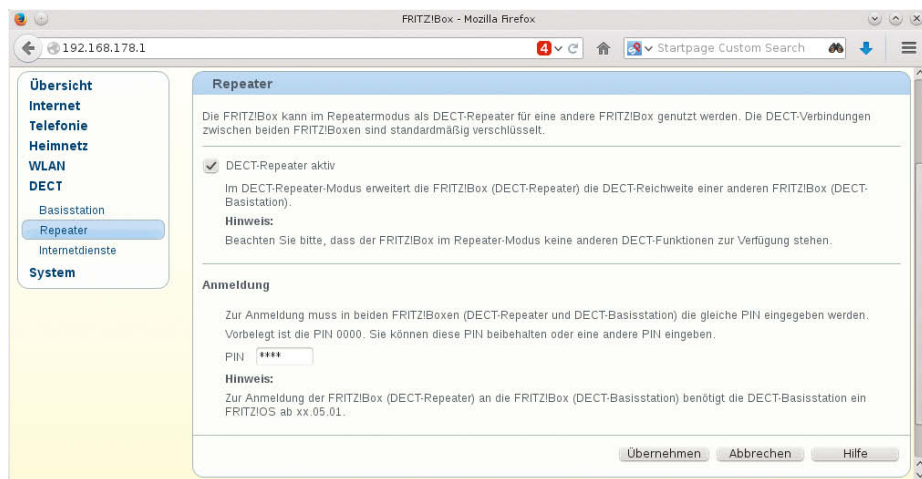 FRITZ!Box - Mozilla Firefox
192.168.178.1
4
Startpage Custom Search
Übersicht
Internet
Telefonie
Heimnetz
WLAN
DECT
Basisstation
Repeater
Internetdienste
System
Repeater
Die FRITZ!Box kann im Repeatermodus als DECT-Repeater für eine andere FRITZ!Box genutzt werden. Die DECT-Verbindungen
zwischen beiden FRITZ!Boxen sind standardmäßig verschlüsselt.
DECT-Repeater aktiv
Im DECT-Repeater-Modus erweitert die FRITZ!Box (DECT-Repeater) die DECT-Reichweite einer anderen FRITZ!Box (DECT-
Basistation).
Hinweis:
Beachten Sie bitte, dass der FRITZ!Box im Repeater-Modus keine anderen DECT-Funktionen zur Verfügung stehen.
Anmeldung
Zur Anmeldung muss in beiden FRITZ!Boxen (DECT-Repeater und DECT-Basisstation) die gleiche PIN eingegeben werden.
Vorbelegt ist die PIN 0000. Sie können diese PIN beibehalten oder eine andere PIN eingeben.
PIN ****
Hinweis:
Zur Anmeldung der FRITZ!Box (DECT-Repeater) an die FRITZ!Box (DECT-Basisstation) benötigt die DECT-Basisstation ein
FRITZ!OS ab xx.05.01.
Übernehmen Abbrechen Hilfe